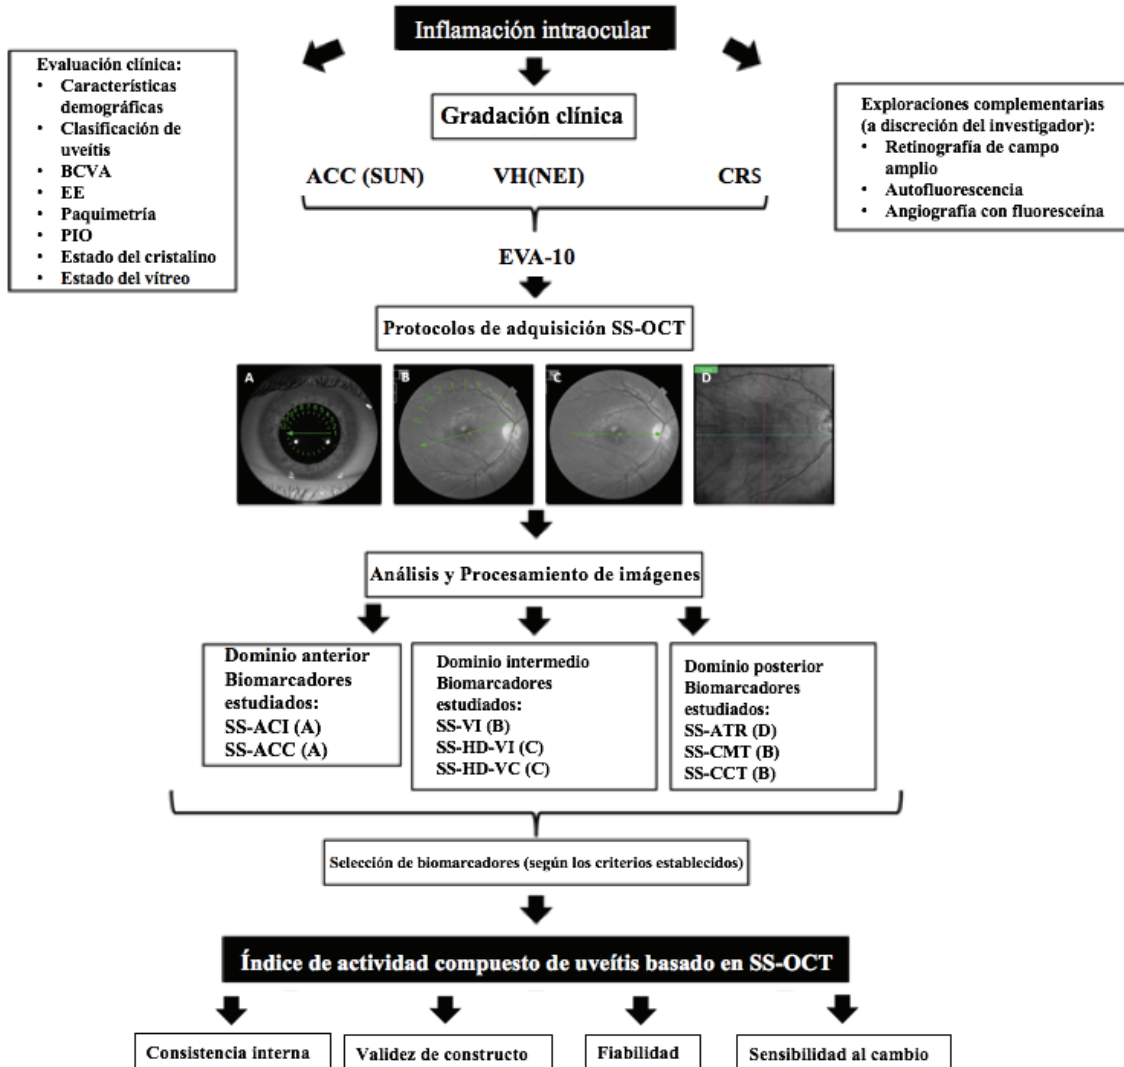 Inflamación intraocular
Evaluación clínica:
• Características
demográficas
• Clasificación de
uveítis
• BCVA
• EE
• Paquimetría
• PIO
• Estado del cristalino
• Estado del vítreo
Gradación clínica
Exploraciones complementarias
(a discreción del investigador):
• Retinografía de campo
amplio
• Autofluorescencia
• Angiografía con fluoresceína
ACC (SUN) VH(NEI) CRS
EVA-10
Protocolos de adquisición SS-OCT
A B C D
Análisis y Procesamiento de imágenes
Dominio anterior
Biomarcadores
estudiados:
SS-ACI (A)
SS-ACC (A)
Dominio intermedio
Biomarcadores
estudiados:
SS-VI (B)
SS-HD-VI (C)
SS-HD-VC (C)
Dominio posterior
Biomarcadores
estudiados:
SS-ATR (D)
SS-CMT (B)
SS-CCT (B)
Selección de biomarcadores (según los criterios establecidos)
Índice de actividad compuesto de uveítis basado en SS-OCT
Consistencia interna
Validez de constructo
Fiabilidad
Sensibilidad al cambio